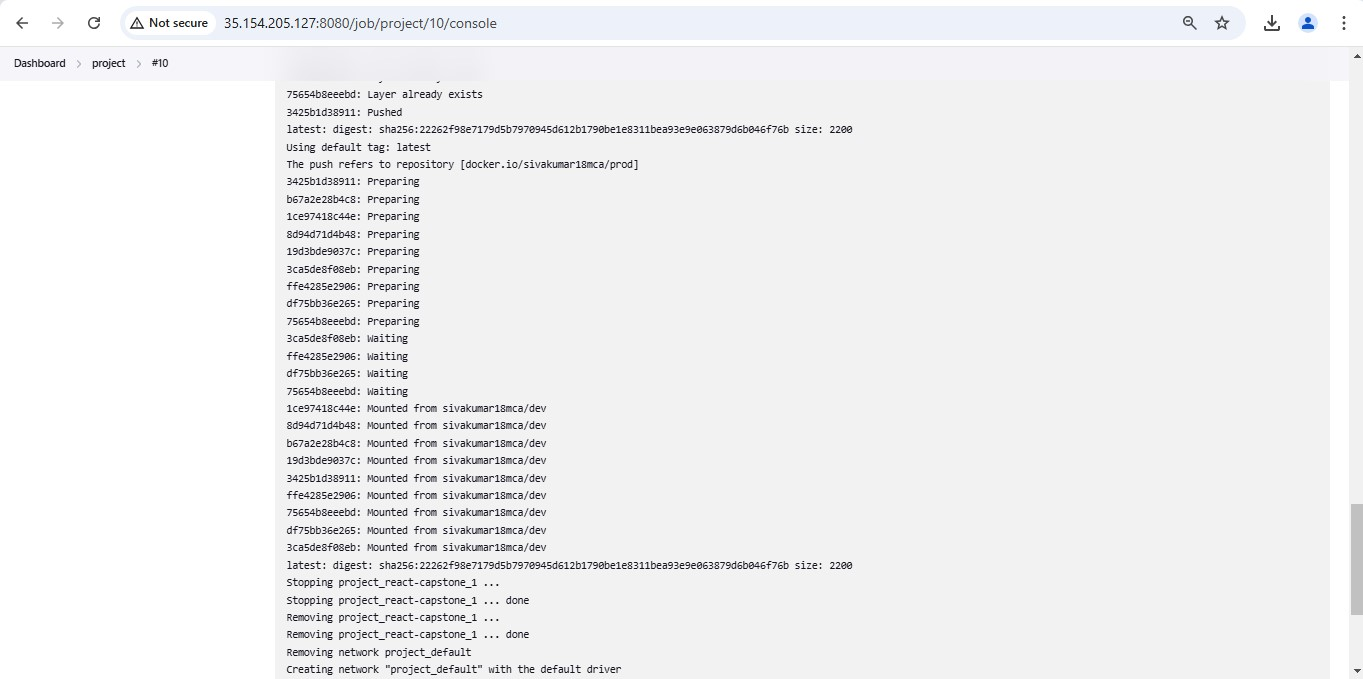 Not secure
35.154.205.127:8080/job/project/10/console
Dashboard > project > #10
75654b8eeebd: Layer already exists
3425b1d38911: Pushed
latest: digest: sha256:22262f98e7179d5b7970945d612b1790be1e8311bea93e9e063879d6b046f76b size: 2200
Using default tag: latest
The push refers to repository [docker.io/sivakumar18mca/prod]
3425b1d38911: Preparing
b67a2e28b4c8: Preparing
1ce97418c44e: Preparing
8d94d71d4b48: Preparing
19d3bde9037c: Preparing
3ca5de8f08eb: Preparing
ffe4285e2906: Preparing
df75bb36e265: Preparing
75654b8eeebd: Preparing
3ca5de8f08eb: Waiting
ffe4285e2906: Waiting
df75bb36e265: Waiting
75654b8eeebd: Waiting
1ce97418c44e: Mounted from sivakumar18mca/dev
8d94d71d4b48: Mounted from sivakumar18mca/dev
b67a2e28b4c8: Mounted from sivakumar18mca/dev
19d3bde9037c: Mounted from sivakumar18mca/dev
3425b1d38911: Mounted from sivakumar18mca/dev
ffe4285e2906: Mounted from sivakumar18mca/dev
75654b8eeebd: Mounted from sivakumar18mca/dev
df75bb36e265: Mounted from sivakumar18mca/dev
3ca5de8f08eb: Mounted from sivakumar18mca/dev
latest: digest: sha256:22262f98e7179d5b7970945d612b1790be1e8311bea93e9e063879d6b046f76b size: 2200
Stopping project_react-capstone_1 ...
Stopping project_react-capstone_1 ... done
Removing project_react-capstone_1 ...
Removing project_react-capstone_1 ... done
Removing network project_default
Creating network "project_default" with the default driver